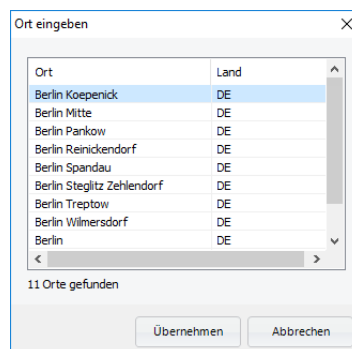 Ort eingeben
Ort Land
Berlin Koepenick DE
Berlin Mitte DE
Berlin Pankow DE
Berlin Reinickendorf DE
Berlin Spandau DE
Berlin Steglitz Zehlendorf DE
Berlin Treptow DE
Berlin Wilmersdorf DE
Berlin DE
11 Orte gefunden
Übernehmen Abbrechen